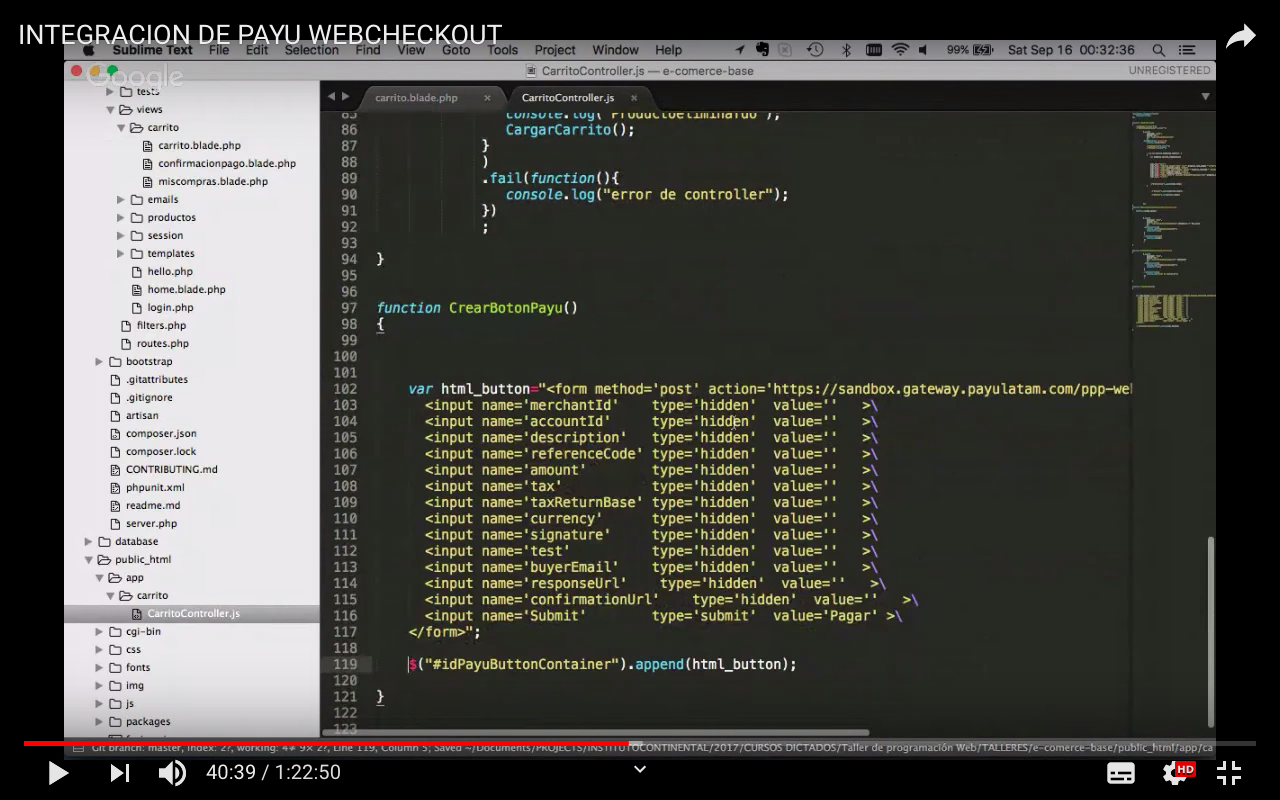 INTEGRACION DE PAYU WEBCHECKOUT
Sublime Text File Edit Selection Find View Goto Tools Project Window Help 99% Sat Sep 16 00:32:36
Google
CarritoController.js — e-comerce-base UNREGISTERED
tests
views
carrito
carrito.blade.php
confirmacionpago.blade.php
miscompras.blade.php
emails
productos
session
templates
hello.php
home.blade.php
login.php
filters.php
routes.php
bootstrap
.gitattributes
.gitignore
artisan
composer.json
composer.lock
CONTRIBUTING.md
phpunit.xml
readme.md
server.php
database
public_html
app
carrito
CarritoController.js
cgi-bin
css
fonts
img
js
packages
carrito.blade.php × CarritoController.js ×
85 console.log("Productoeliminardo");
86 CargarCarrito();
87 }
88 )
89 .fail(function(){
90 console.log("error de controller");
91 })
92 ;
93
94 }
95
96
97 function CrearBotonPayu()
98 {
99
100
101
102 var html_button="<form method='post' action='https://sandbox.gateway.payulatam.com/ppp-we
103 <input name='merchantId' type='hidden' value='' >\
104 <input name='accountId' type='hidden' value='' >\
105 <input name='description' type='hidden' value='' >\
106 <input name='referenceCode' type='hidden' value='' >\
107 <input name='amount' type='hidden' value='' >\
108 <input name='tax' type='hidden' value='' >\
109 <input name='taxReturnBase' type='hidden' value='' >\
110 <input name='currency' type='hidden' value='' >\
111 <input name='signature' type='hidden' value='' >\
112 <input name='test' type='hidden' value='' >\
113 <input name='buyerEmail' type='hidden' value='' >\
114 <input name='responseUrl' type='hidden' value='' >\
115 <input name='confirmationUrl' type='hidden' value='' >\
116 <input name='Submit' type='submit' value='Pagar' >\
117 </form>";
118
119 $("#idPayuButtonContainer").append(html_button);
120
121 }
122
123
Git branch: master, index: 2?, working: 4≠ 9× 2?, Line 119, Column 5; Saved ~/Documents/PROJECTS/INSTITUTOCONTINENTAL/2017/CURSOS DICTADOS/Taller de programación Web/TALLERES/e-comerce-base/public_html/app/ca
40:39 / 1:22:50 HD